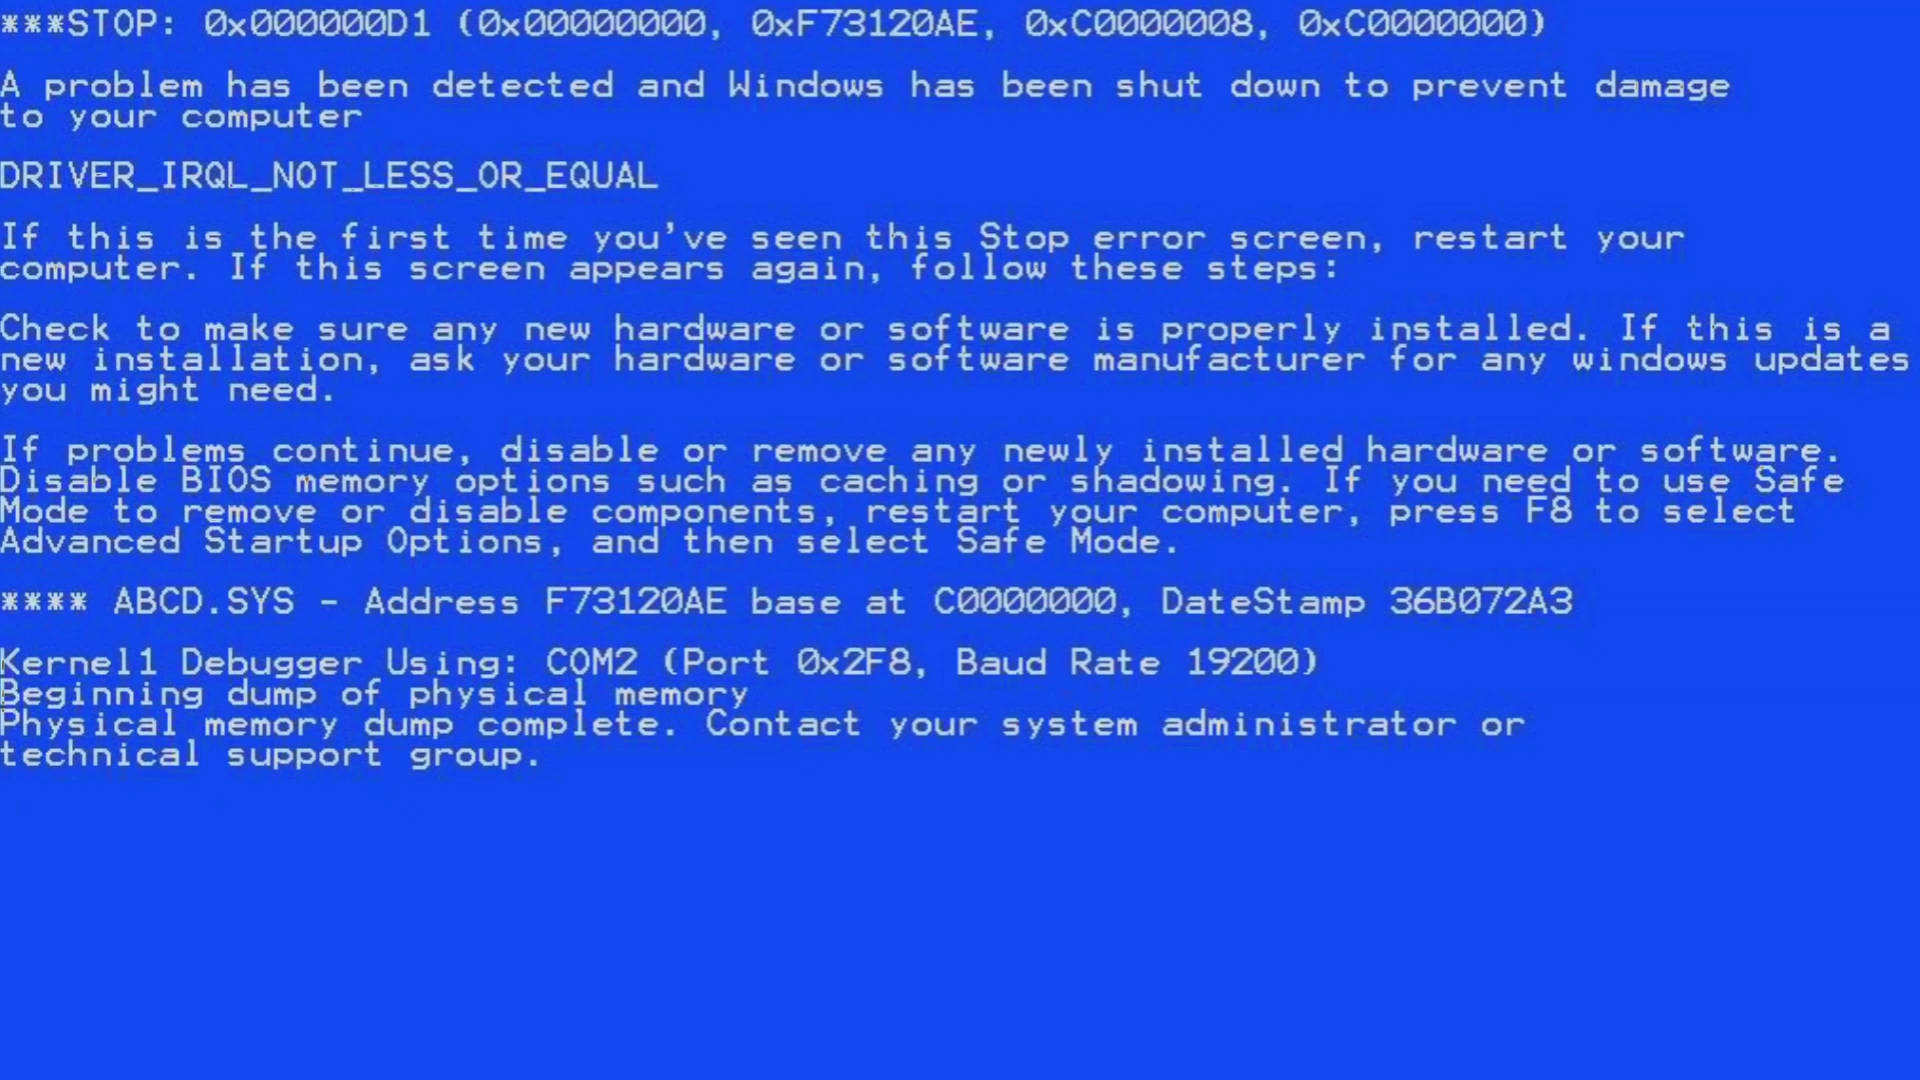 ***STOP: 0x000000D1 (0x00000000, 0xF73120AE, 0xC0000008, 0xC0000000)
A problem has been detected and Windows has been shut down to prevent damage
to your computer
DRIVER_IRQL_NOT_LESS_OR_EQUAL
If this is the first time you've seen this Stop error screen, restart your
computer. If this screen appears again, follow these steps:
Check to make sure any new hardware or software is properly installed. If this is a
new installation, ask your hardware or software manufacturer for any windows updates
you might need.
If problems continue, disable or remove any newly installed hardware or software.
Disable BIOS memory options such as caching or shadowing. If you need to use Safe
Mode to remove or disable components, restart your computer, press F8 to select
Advanced Startup Options, and then select Safe Mode.
**** ABCD.SYS - Address F73120AE base at C0000000, DateStamp 36B072A3
Kernel1 Debugger Using: COM2 (Port 0x2F8, Baud Rate 19200)
Beginning dump of physical memory
Physical memory dump complete. Contact your system administrator or
technical support group.